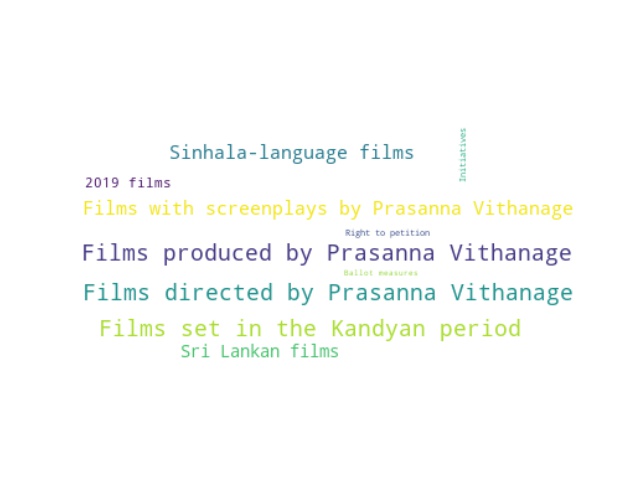 Initiatives
Sinhala-language films
2019 films
Films with screenplays by Prasanna Vithanage
Right to petition
Films produced by Prasanna Vithanage
Ballot measures
Films directed by Prasanna Vithanage
Films set in the Kandyan period
Sri Lankan films